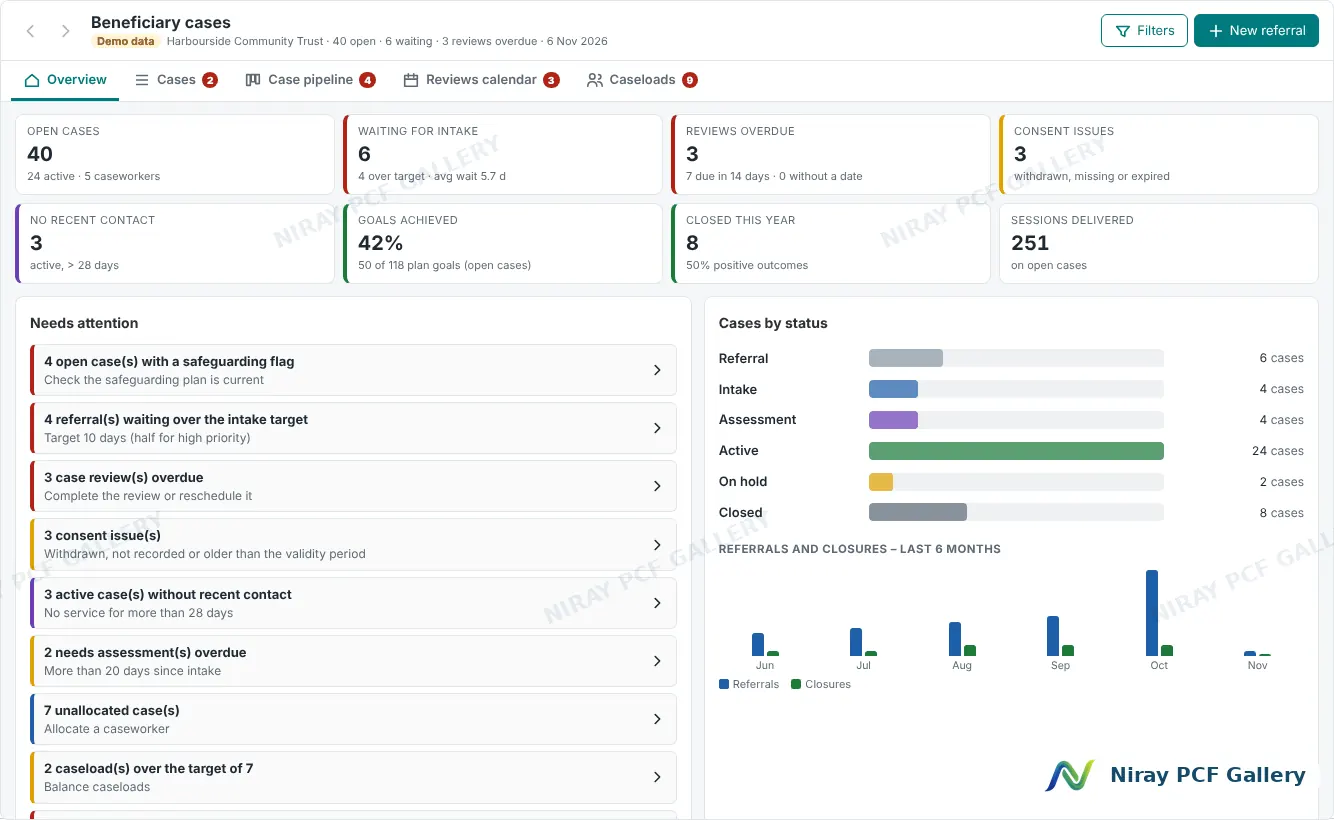 Beneficiary cases
Demo data Harbourside Community Trust · 40 open · 6 waiting · 3 reviews overdue · 6 Nov 2026
Filters
New referral
Overview
Cases 2
Case pipeline 4
Reviews calendar 3
Caseloads 9
OPEN CASES
40
24 active · 5 caseworkers
WAITING FOR INTAKE
6
4 over target · avg wait 5.7 d
REVIEWS OVERDUE
3
7 due in 14 days · 0 without a date
CONSENT ISSUES
3
withdrawn, missing or expired
NO RECENT CONTACT
3
active, > 28 days
GOALS ACHIEVED
42%
50 of 118 plan goals (open cases)
CLOSED THIS YEAR
8
50% positive outcomes
SESSIONS DELIVERED
251
on open cases
Needs attention
4 open case(s) with a safeguarding flag
Check the safeguarding plan is current
4 referral(s) waiting over the intake target
Target 10 days (half for high priority)
3 case review(s) overdue
Complete the review or reschedule it
3 consent issue(s)
Withdrawn, not recorded or older than the validity period
3 active case(s) without recent contact
No service for more than 28 days
2 needs assessment(s) overdue
More than 20 days since intake
7 unallocated case(s)
Allocate a caseworker
2 caseload(s) over the target of 7
Balance caseloads
Cases by status
Referral 6 cases
Intake 4 cases
Assessment 4 cases
Active 24 cases
On hold 2 cases
Closed 8 cases
REFERRALS AND CLOSURES – LAST 6 MONTHS
Jun Jul Aug Sep Oct Nov
Referrals Closures
Niray PCF Gallery
NIRAY PCF GALLERY
NIRAY PCF GALLERY
PCF GALLERY
NIRAY PCF GALLERY
NIRAY PCF GALL